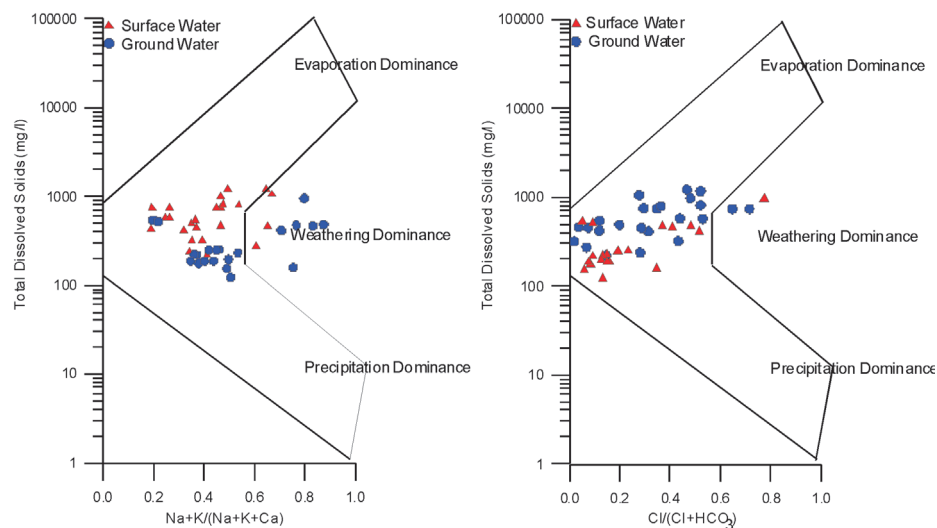 Surface Water
Ground Water
Evaporation Dominance
Weathering Dominance
Precipitation Dominance
Total Dissolved Solids (mg/l)
100000
10000
1000
100
10
1
0.0
0.2
0.4
0.6
0.8
1.0
Na+K/(Na+K+Ca)
Surface Water
Ground Water
Evaporation Dominance
Weathering Dominance
Precipitation Dominance
Total Dissolved Solids (mg/l)
100000
10000
1000
100
10
1
0.0
0.2
0.4
0.6
0.8
1.0
Cl/(Cl+HCO3)